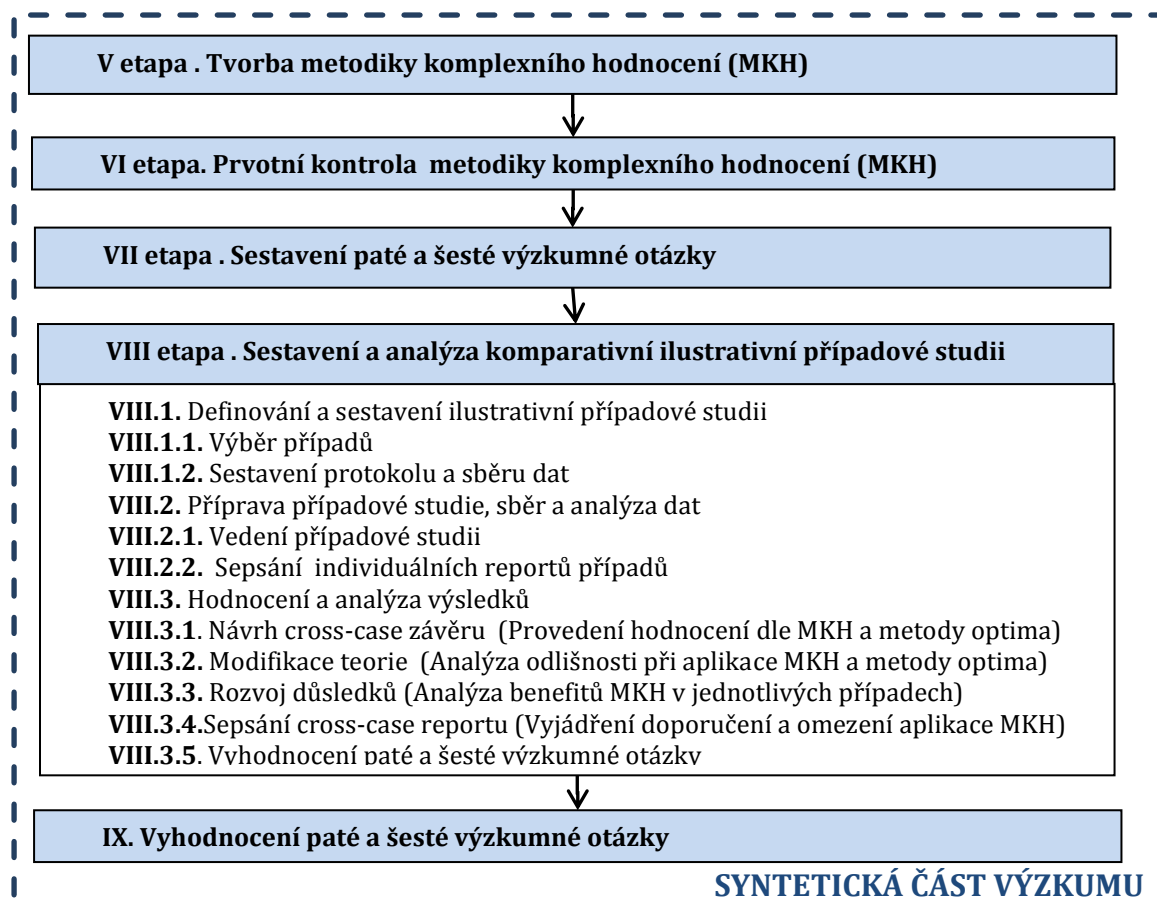 V etapa . Tvorba metodiky komplexního hodnocení (MKH)
VI etapa. Prvotní kontrola metodiky komplexního hodnocení (MKH)
VII etapa . Sestavení paté a šesté výzkumné otázky
VIII etapa . Sestavení a analýza komparativní ilustrativní případové studii
VIII.1. Definování a sestavení ilustrativní případové studii
VIII.1.1. Výběr případů
VIII.1.2. Sestavení protokolu a sběru dat
VIII.2. Příprava případové studie, sběr a analýza dat
VIII.2.1. Vedení případové studii
VIII.2.2. Sepsání individuálních reportů případů
VIII.3. Hodnocení a analýza výsledků
VIII.3.1. Návrh cross-case závěru (Provedení hodnocení dle MKH a metody optima)
VIII.3.2. Modifikace teorie (Analýza odlišnosti při aplikace MKH a metody optima)
VIII.3.3. Rozvoj důsledků (Analýza benefitů MKH v jednotlivých případech)
VIII.3.4.Sepsání cross-case reportu (Vyjádření doporučení a omezení aplikace MKH)
VIII.3.5. Vyhodnocení paté a šesté výzkumné otázky
IX. Vyhodnocení paté a šesté výzkumné otázky
SYNTETICKÁ ČÁST VÝZKUMU